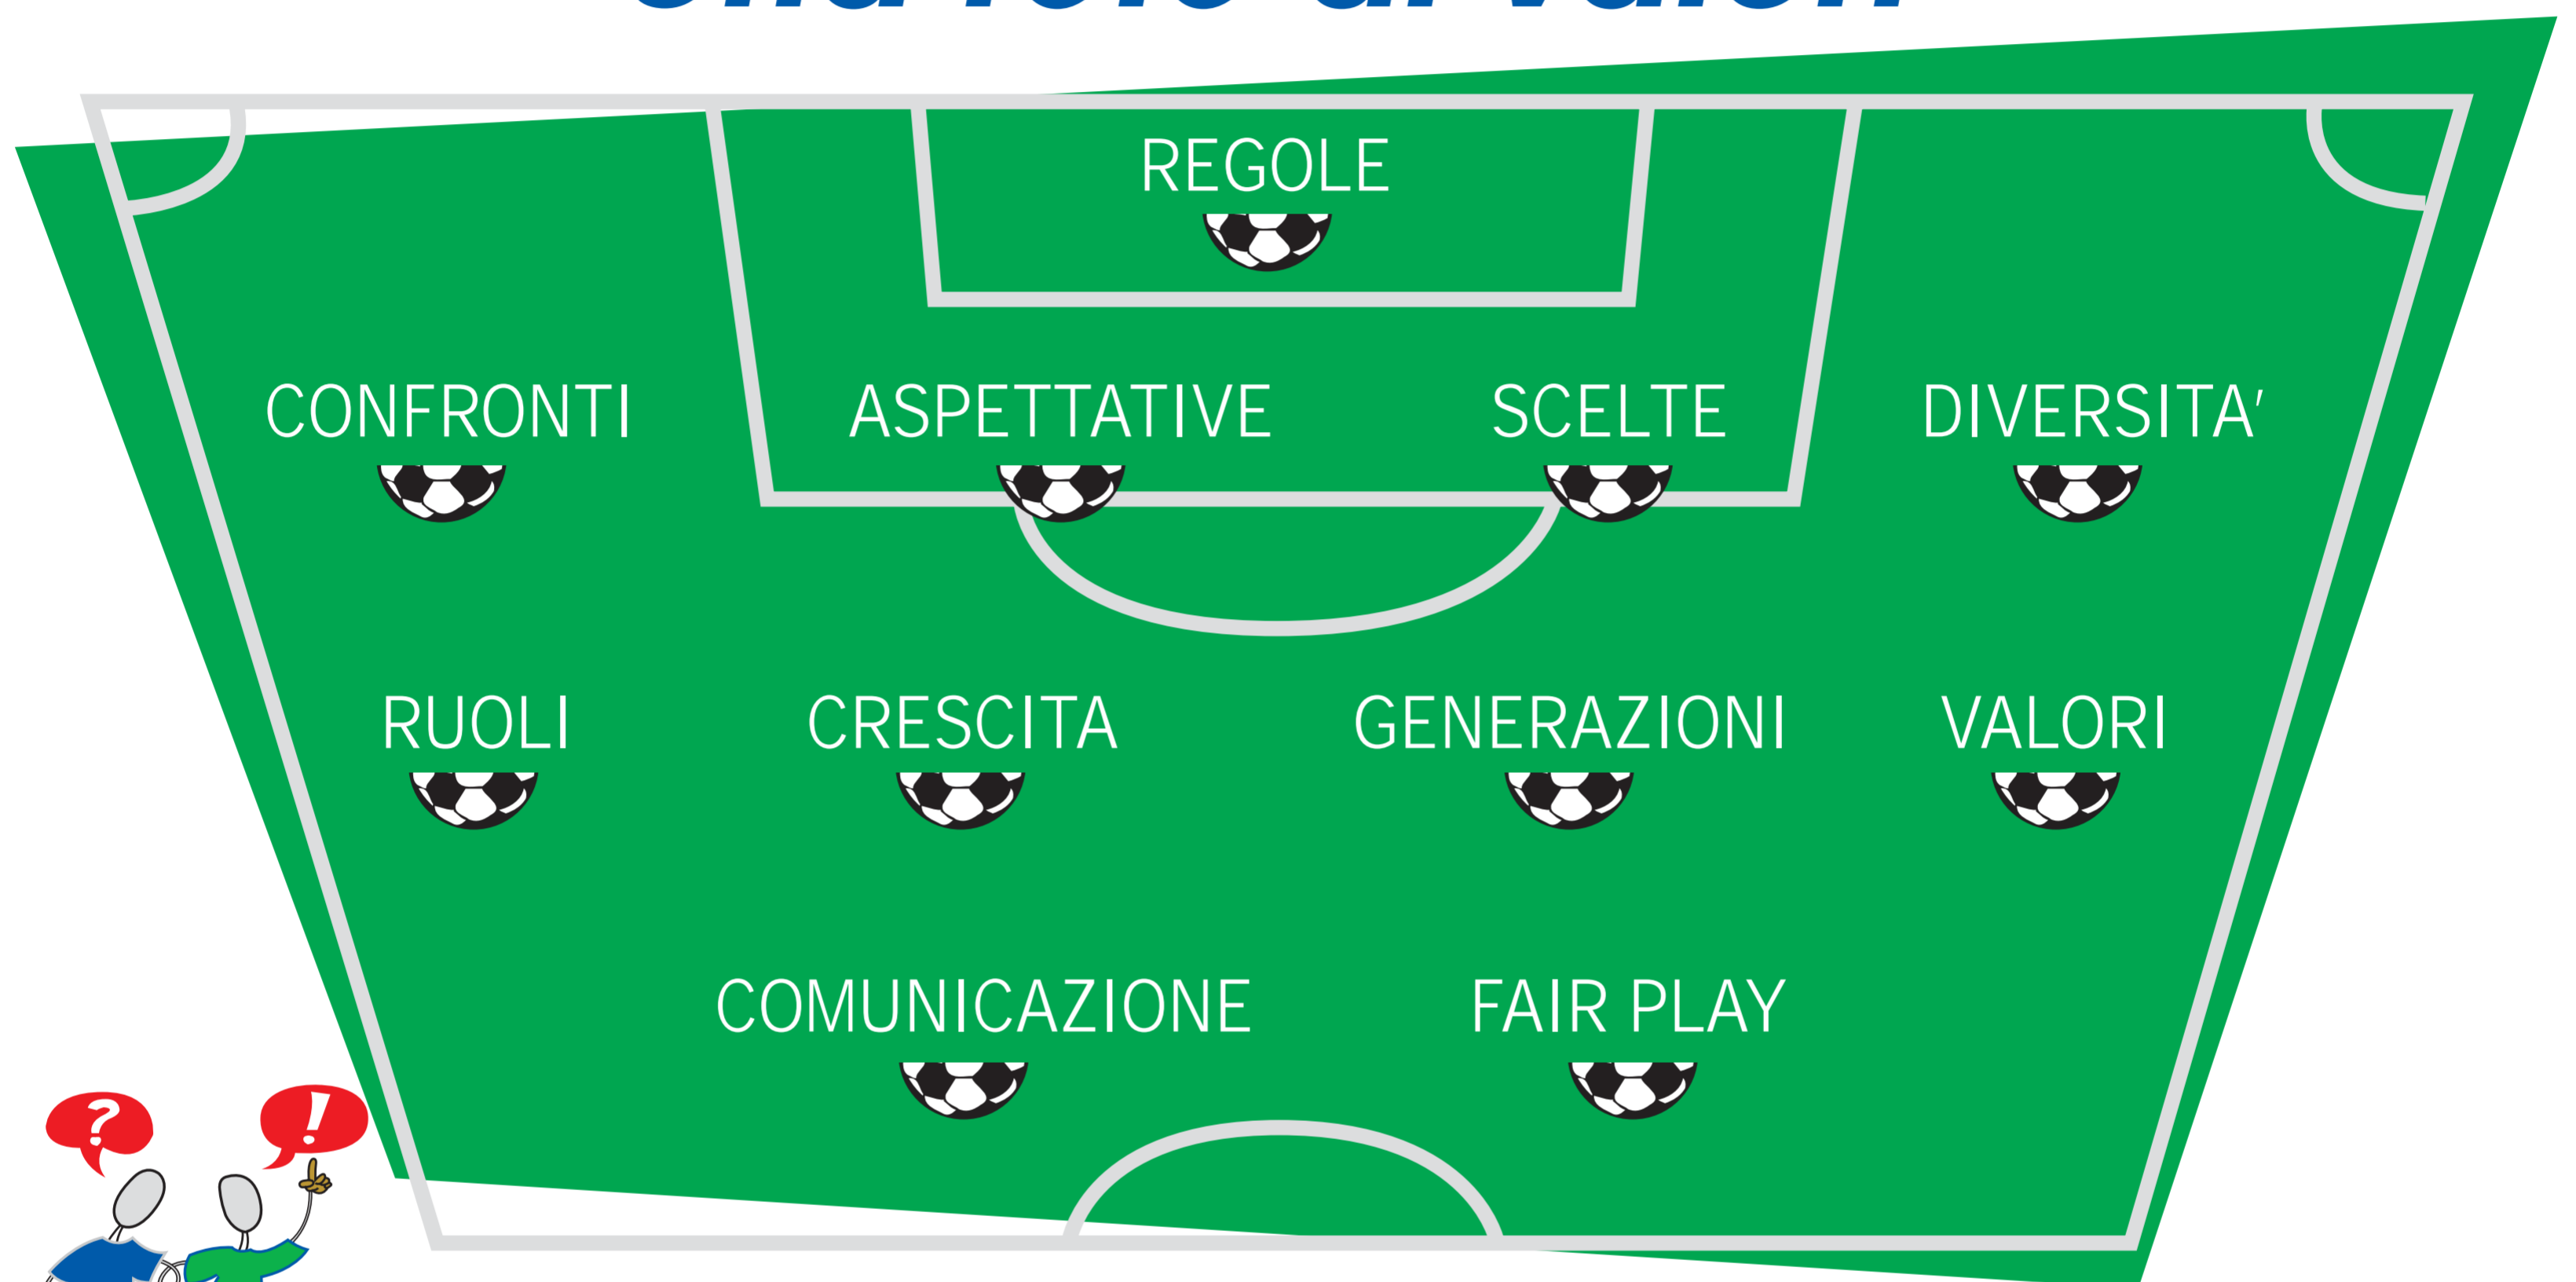 REGOLE
CONFRONTI ASPETTATIVE SCELTE DIVERSITA'
RUOLI CRESCITA GENERAZIONI VALORI
COMUNICAZIONE FAIR PLAY
? !